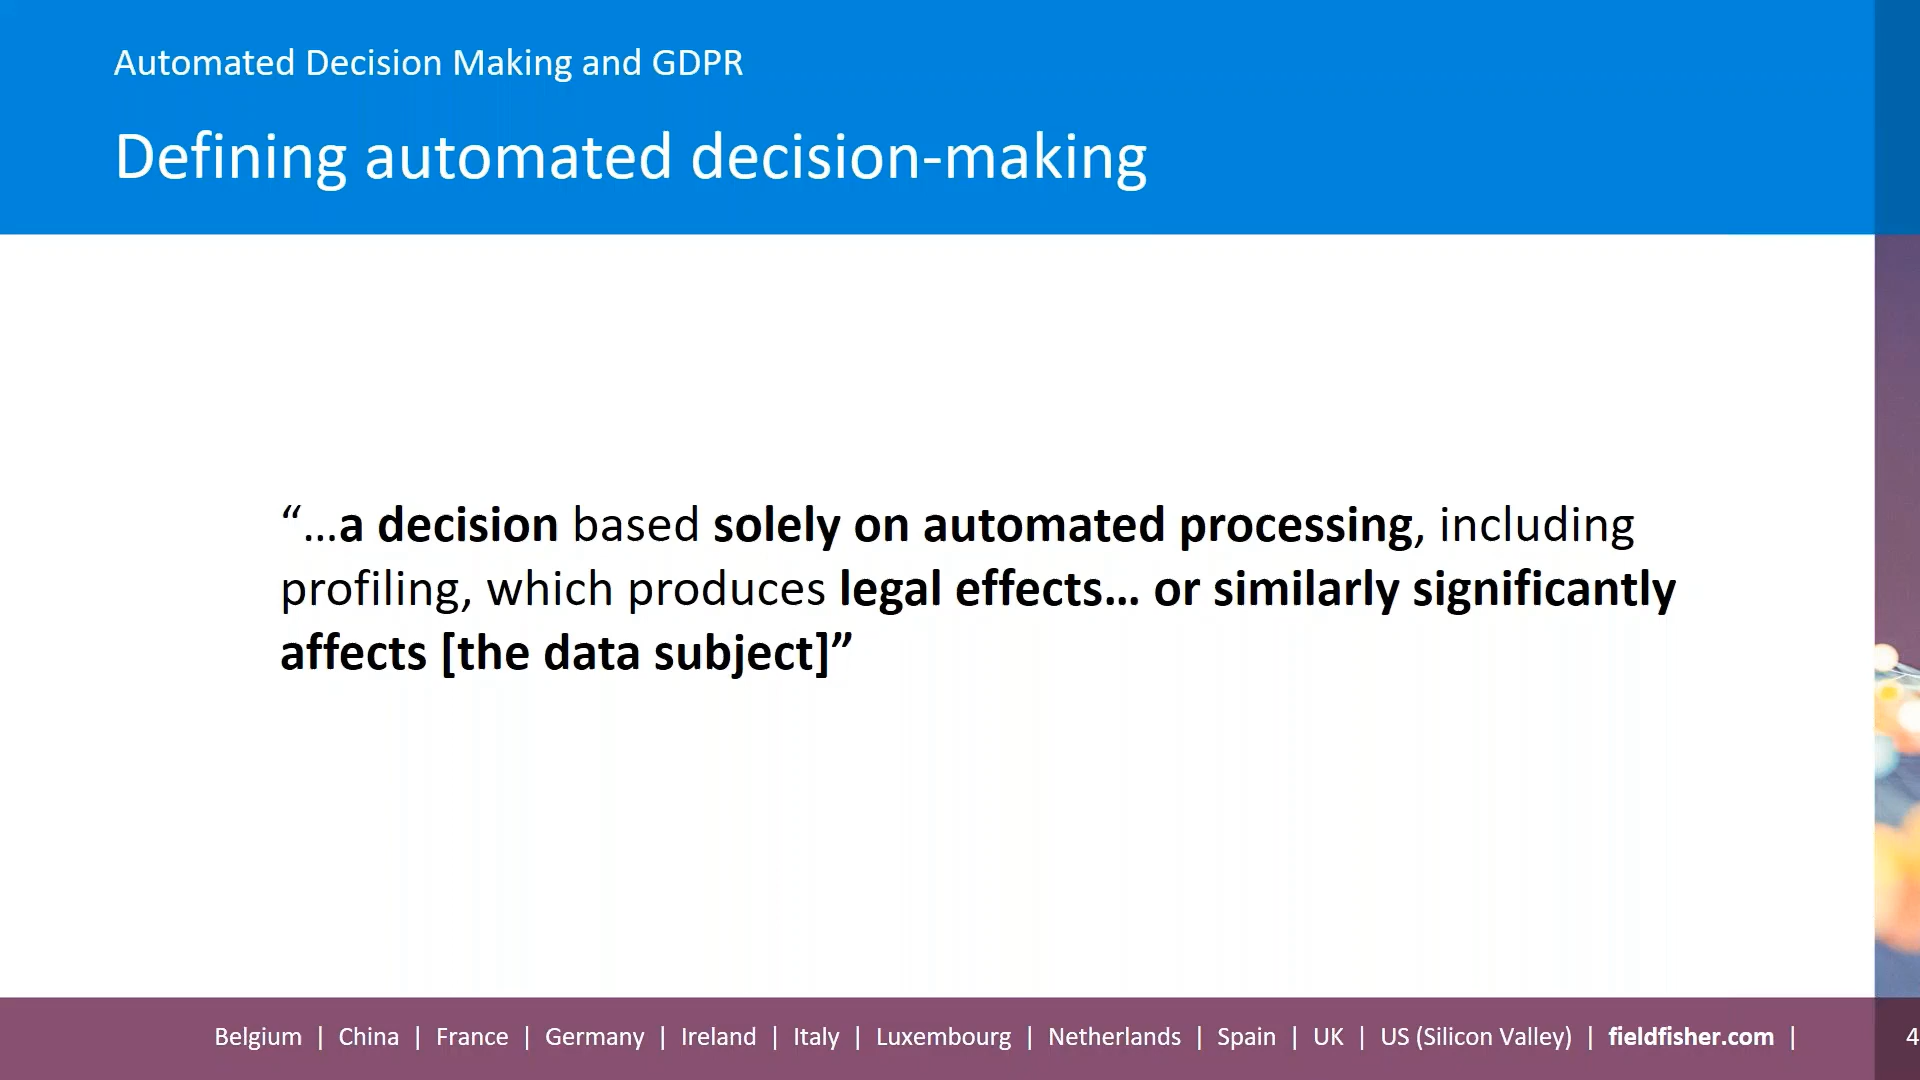 Automated Decision Making and GDPR
Defining automated decision-making
“…a decision based solely on automated processing, including
profiling, which produces legal effects… or similarly significantly
affects [the data subject]”
Belgium | China | France | Germany | Ireland | Italy | Luxembourg | Netherlands | Spain | UK | US (Silicon Valley) | fieldfisher.com |
4